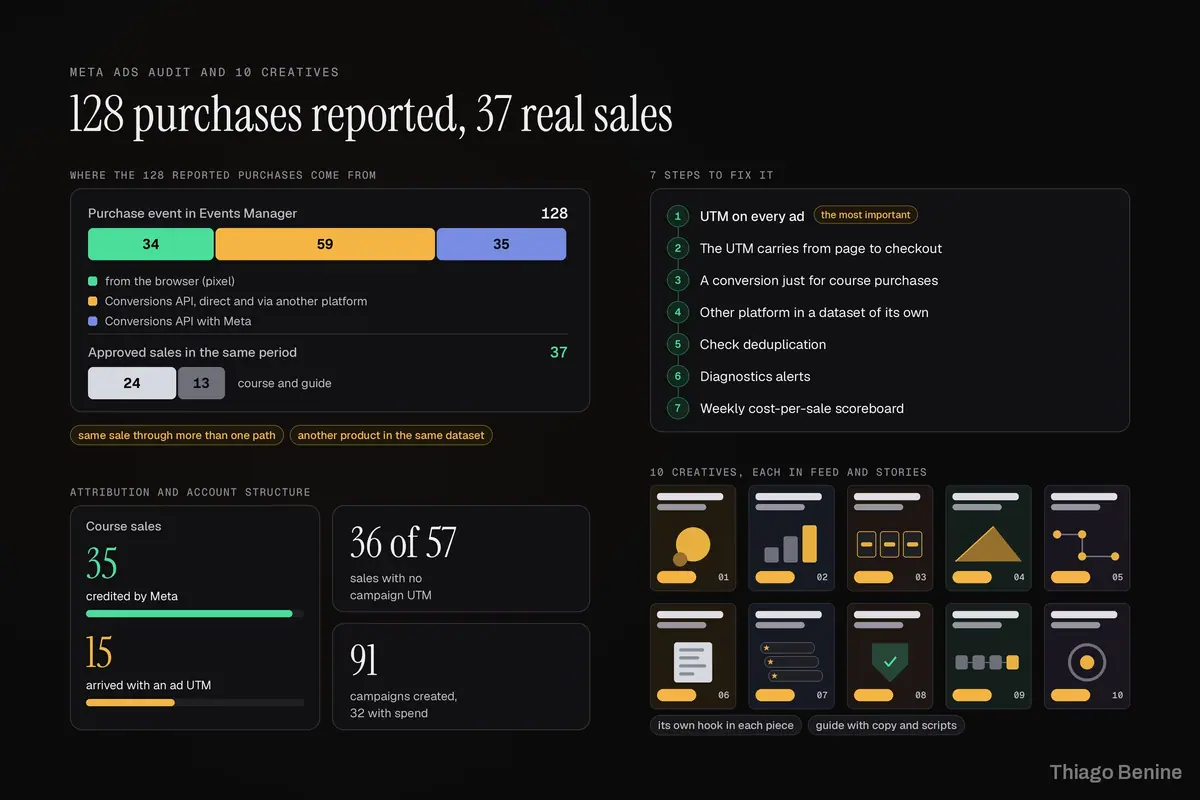 META ADS AUDIT AND 10 CREATIVES
128 purchases reported, 37 real sales
WHERE THE 128 REPORTED PURCHASES COME FROM
Purchase event in Events Manager
128
34
59
35
from the browser (pixel)
Conversions API, direct and via another platform
Conversions API with Meta
Approved sales in the same period
37
24
13
course and guide
same sale through more than one path
another product in the same dataset
ATTRIBUTION AND ACCOUNT STRUCTURE
Course sales
35
credited by Meta
15
arrived with an ad UTM
36 of 57
sales with no
campaign UTM
91
campaigns created,
32 with spend
7 STEPS TO FIX IT
1 UTM on every ad the most important
2 The UTM carries from page to checkout
3 A conversion just for course purchases
4 Other platform in a dataset of its own
5 Check deduplication
6 Diagnostics alerts
7 Weekly cost-per-sale scoreboard
10 CREATIVES, EACH IN FEED AND STORIES
01
02
03
04
05
06
07
08
09
10
its own hook in each piece
guide with copy and scripts
Thiago Benine